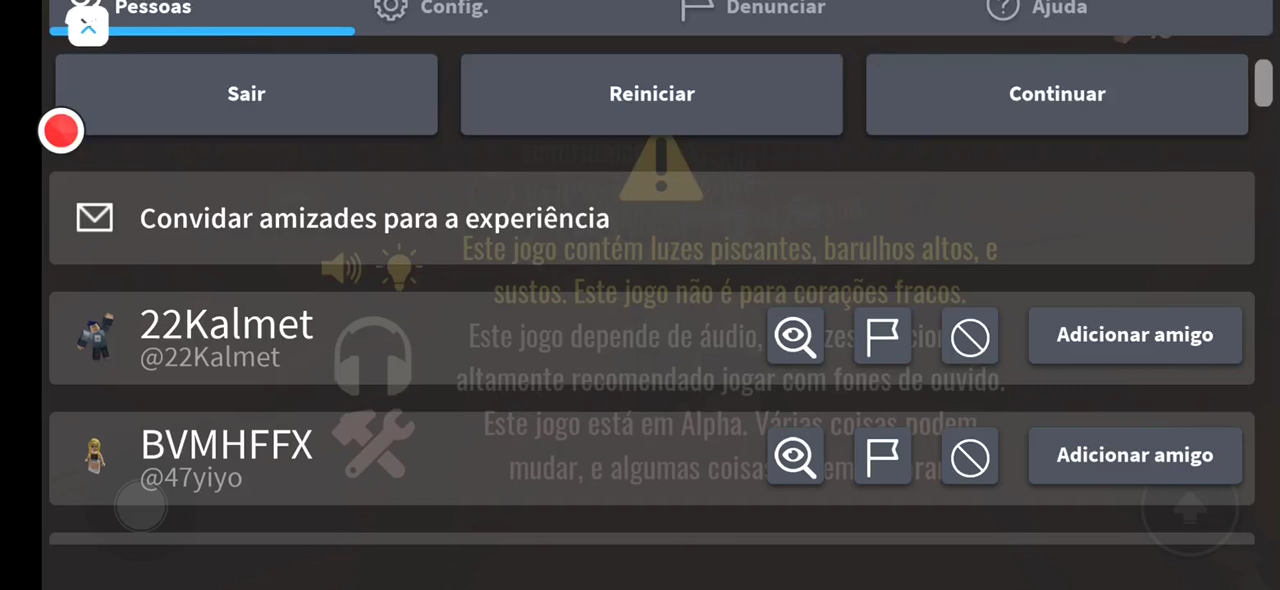 Pessoas
Config.
Denunciar
Ajuda
Sair
Reiniciar
Continuar
Convidar amizades para a experiência
Este jogo contém luzes piscantes, barulhos altos, e
sustos. Este jogo não é para corações fracos.
22Kalmet
@22Kalmet
Adicionar amigo
Este jogo depende de áudio,
altamente recomendado jogar com fones de ouvido.
Este jogo está em Alpha. Várias coisas podem
BVMHFFX
@47yiyo
Adicionar amigo
mudar, e algumas